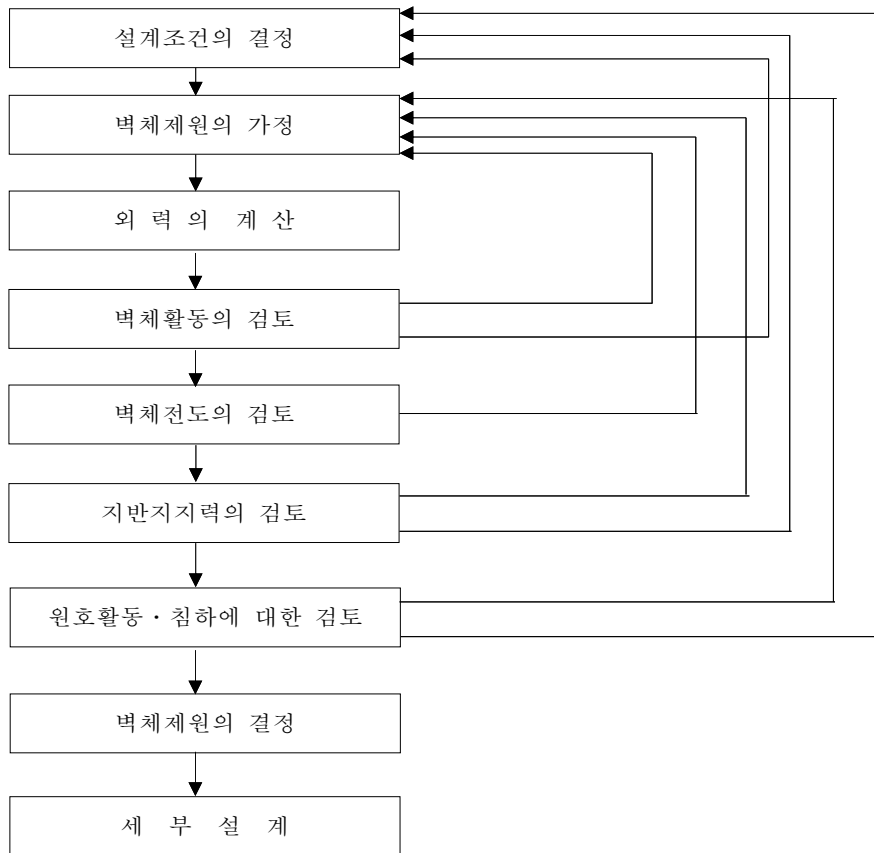 설계조건의 결정
벽체제원의 가정
외 력 의 계 산
벽체활동의 검토
벽체전도의 검토
지반지지력의 검토
원호활동·침하에 대한 검토
벽체제원의 결정
세 부 설 계